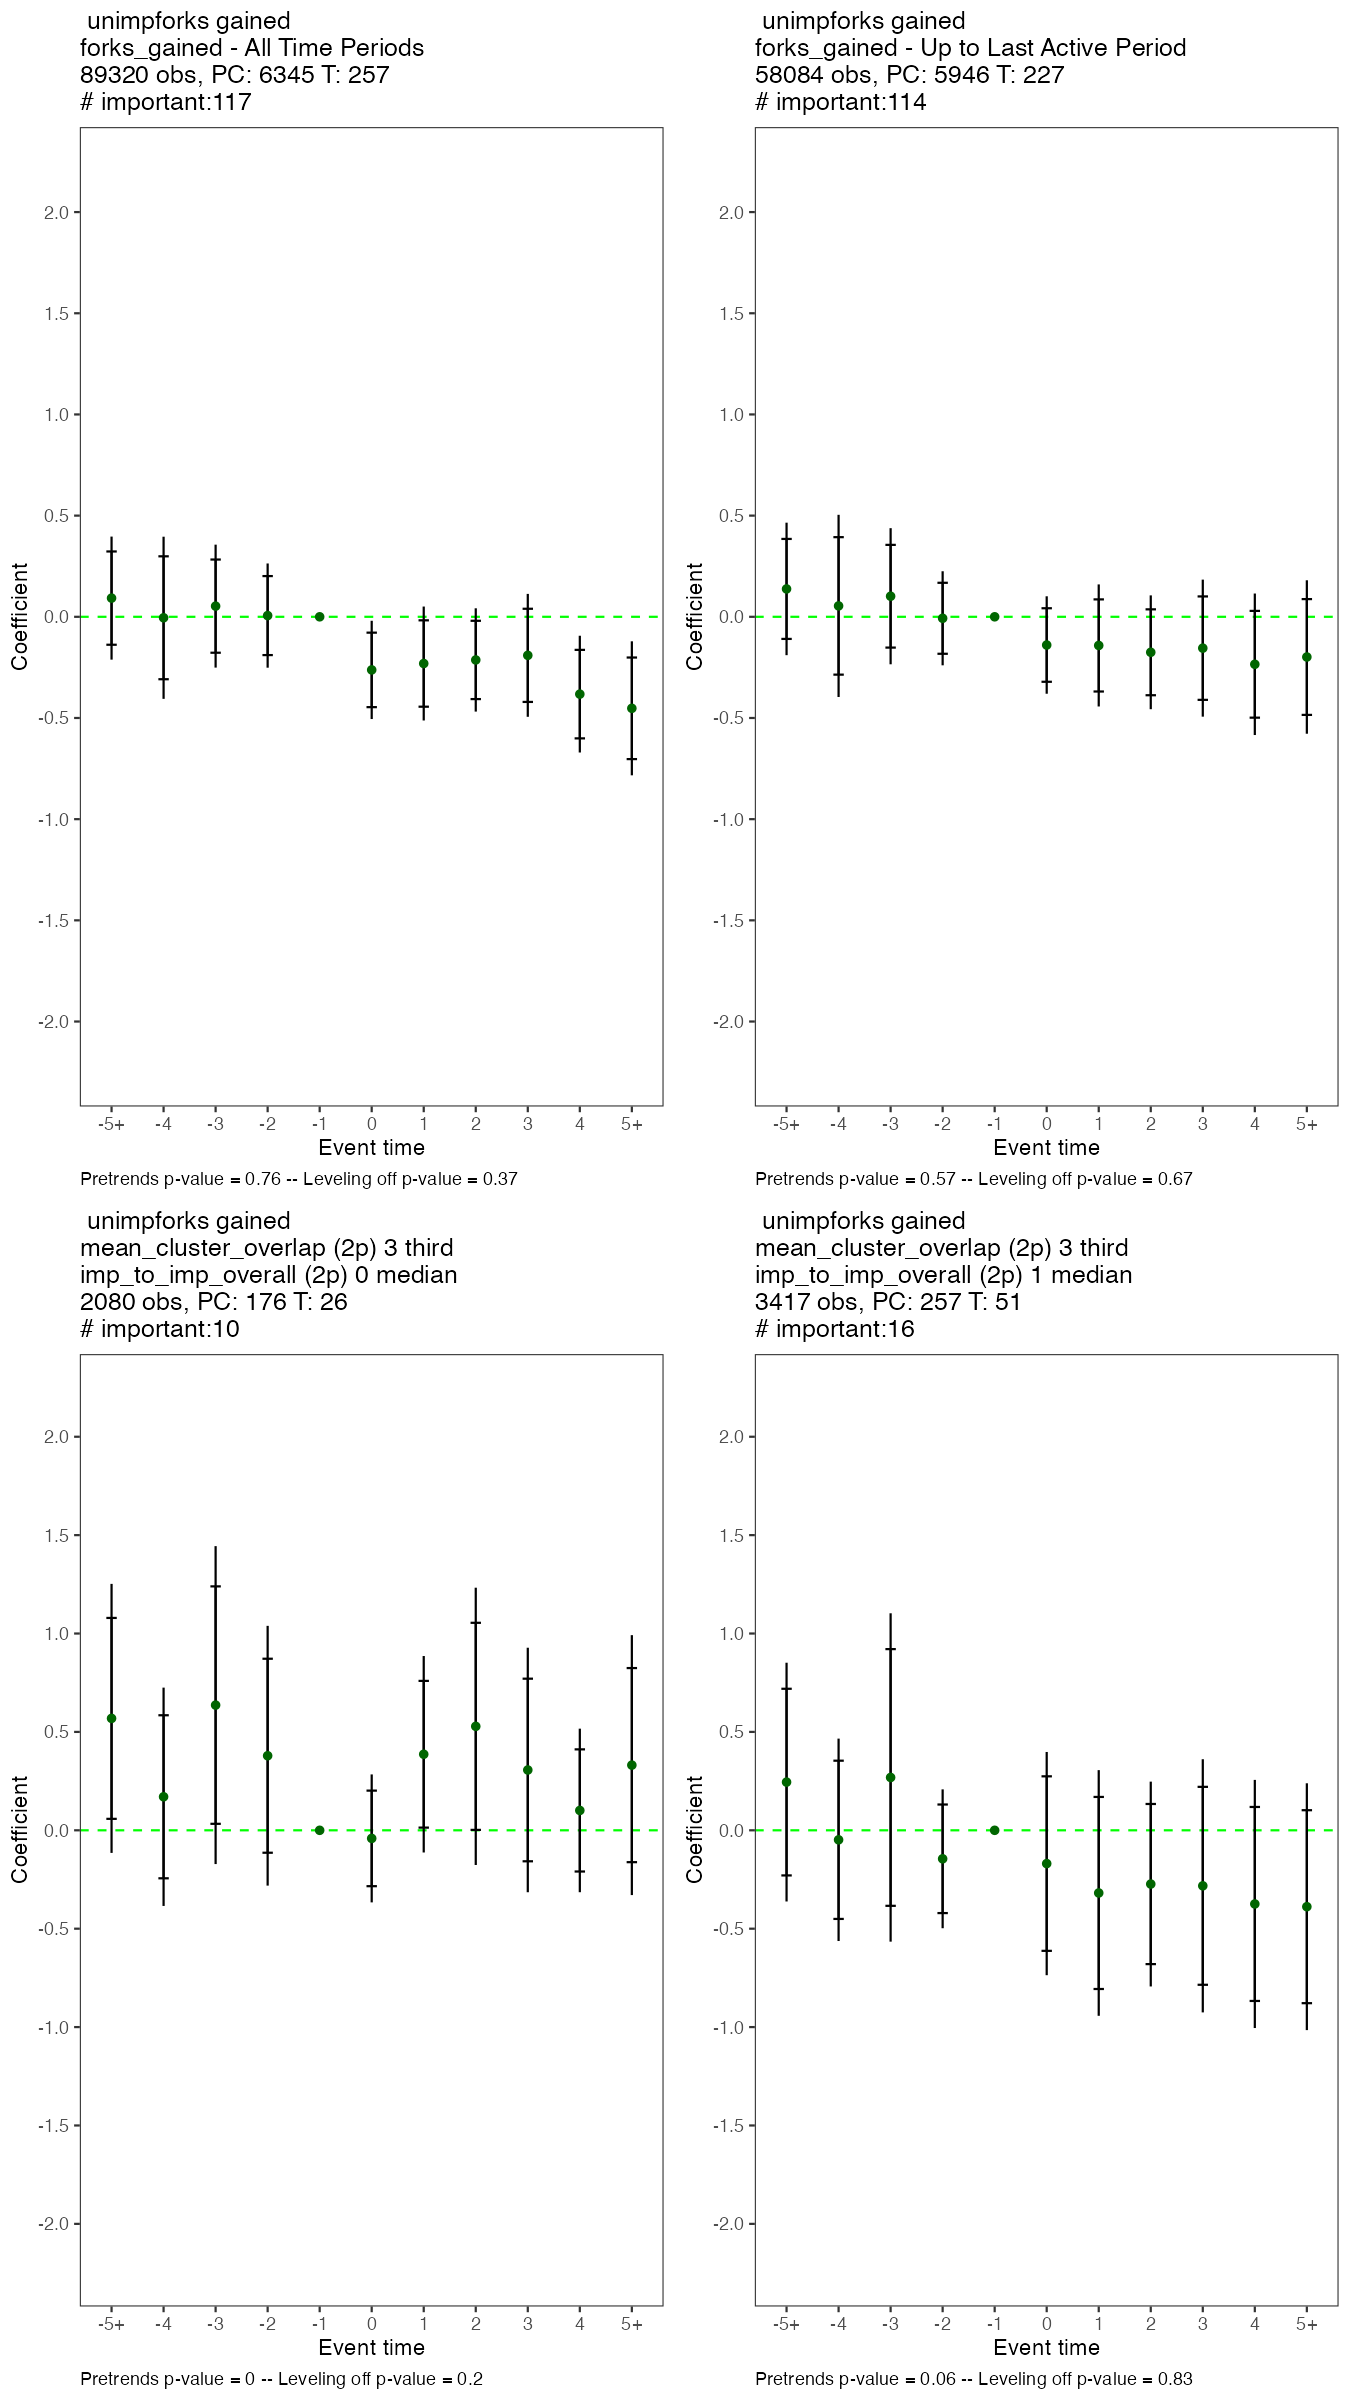 unimpforks gained
forks_gained - All Time Periods
89320 obs, PC: 6345 T: 257
# important:117
2.0
1.5
1.0
0.5
0.0
-0.5
-1.0
-1.5
-2.0
Coefficient
-5+ -4 -3 -2 -1 0 1 2 3 4 5+
Event time
Pretrends p-value = 0.76 -- Leveling off p-value = 0.37
unimpforks gained
forks_gained - Up to Last Active Period
58084 obs, PC: 5946 T: 227
# important:114
2.0
1.5
1.0
0.5
0.0
-0.5
-1.0
-1.5
-2.0
Coefficient
-5+ -4 -3 -2 -1 0 1 2 3 4 5+
Event time
Pretrends p-value = 0.57 -- Leveling off p-value = 0.67
unimpforks gained
mean_cluster_overlap (2p) 3 third
imp_to_imp_overall (2p) 0 median
2080 obs, PC: 176 T: 26
# important:10
2.0
1.5
1.0
0.5
0.0
-0.5
-1.0
-1.5
-2.0
Coefficient
-5+ -4 -3 -2 -1 0 1 2 3 4 5+
Event time
Pretrends p-value = 0 -- Leveling off p-value = 0.2
unimpforks gained
mean_cluster_overlap (2p) 3 third
imp_to_imp_overall (2p) 1 median
3417 obs, PC: 257 T: 51
# important:16
2.0
1.5
1.0
0.5
0.0
-0.5
-1.0
-1.5
-2.0
Coefficient
-5+ -4 -3 -2 -1 0 1 2 3 4 5+
Event time
Pretrends p-value = 0.06 -- Leveling off p-value = 0.83